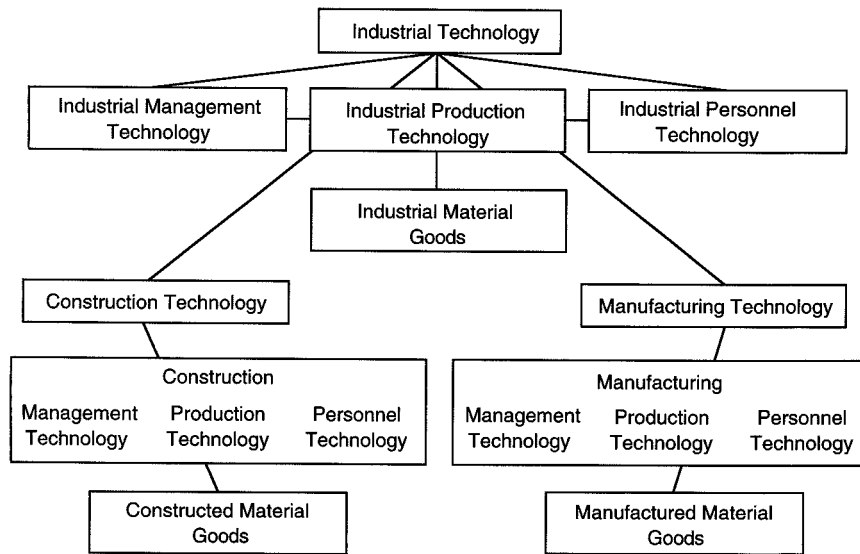 Industrial Technology
Industrial Management
Technology
Industrial Production
Technology
Industrial Personnel
Technology
Industrial Material
Goods
Construction Technology
Manufacturing Technology
Construction
Management
Technology
Production
Technology
Personnel
Technology
Manufacturing
Management
Technology
Production
Technology
Personnel
Technology
Constructed Material
Goods
Manufactured Material
Goods